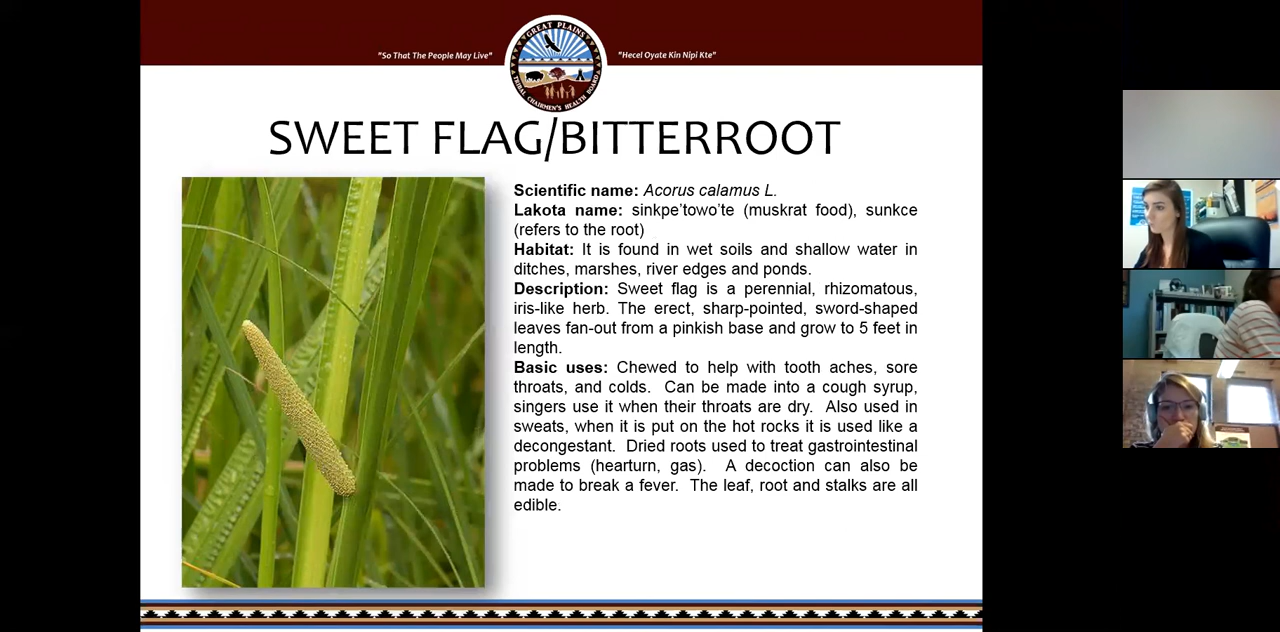 "So That The People May Live"
"Hecel Oyate Kin Nipi Kte"
GREAT PLAINS
TRIBAL CHAIRMEN'S HEALTH BOARD
SWEET FLAG/BITTERROOT
Scientific name: Acorus calamus L.
Lakota name: sinkpe'towo'te (muskrat food), sunkce
(refers to the root)
Habitat: It is found in wet soils and shallow water in
ditches, marshes, river edges and ponds.
Description: Sweet flag is a perennial, rhizomatous,
iris-like herb. The erect, sharp-pointed, sword-shaped
leaves fan-out from a pinkish base and grow to 5 feet in
length.
Basic uses: Chewed to help with tooth aches, sore
throats, and colds. Can be made into a cough syrup,
singers use it when their throats are dry. Also used in
sweats, when it is put on the hot rocks it is used like a
decongestant. Dried roots used to treat gastrointestinal
problems (hearturn, gas). A decoction can also be
made to break a fever. The leaf, root and stalks are all
edible.